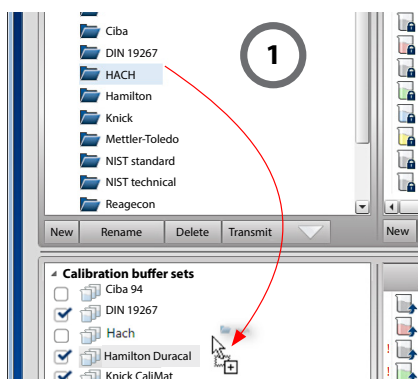 Ciba
DIN 19267
HACH
Hamilton
Knick
Mettler-Toledo
NIST standard
NIST technical
Reagecon
1
New Rename Delete Transmit New
Calibration buffer sets
Ciba 94
DIN 19267
Hach
Hamilton Duracal
Knick CaliMat
! 
!